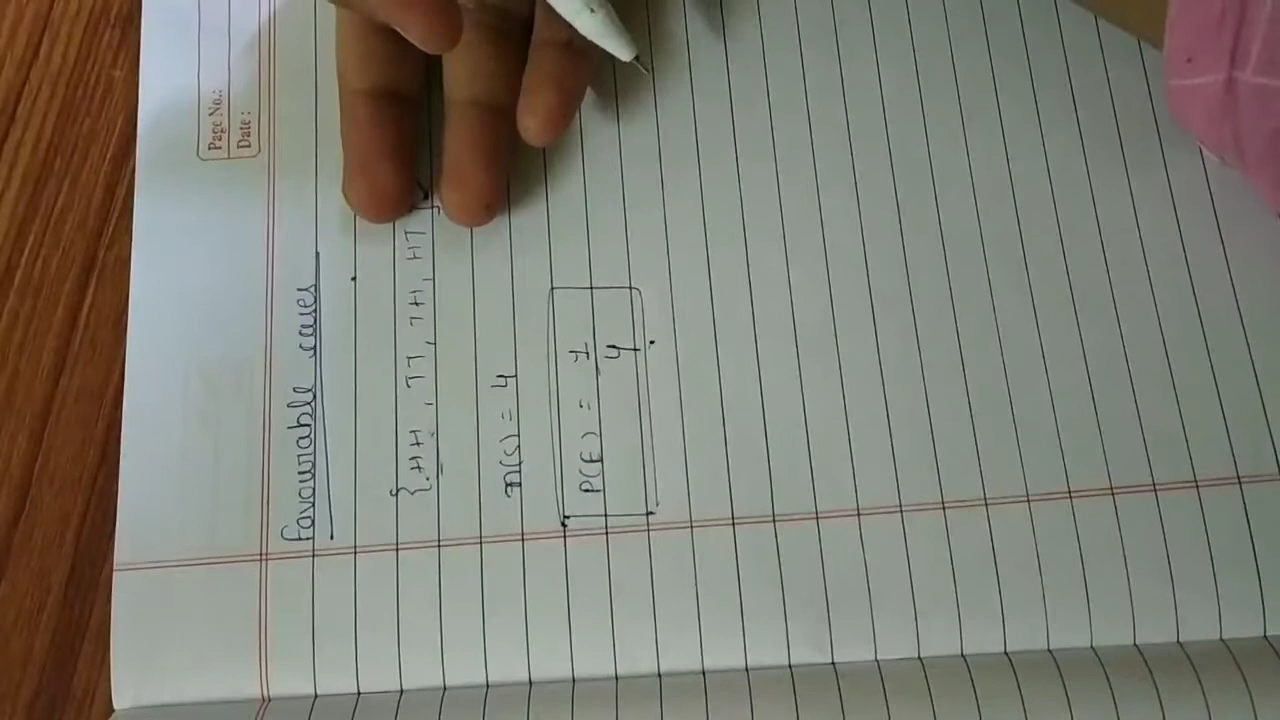 Page No.:
Date :
favourable cases
{HH, TT, TH, HT}
n(S) = 4
P(E) = 1/4